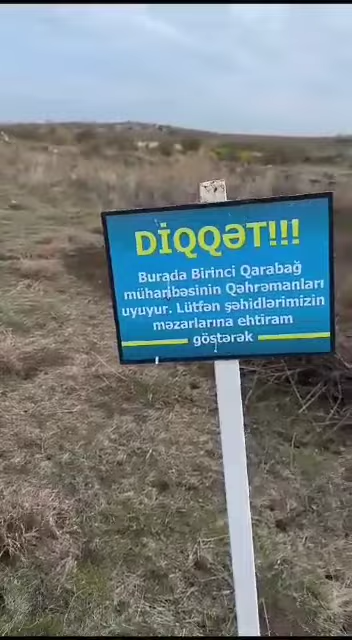 DİQQƏT!!!
Burada Birinci Qarabağ
müharibəsinin Qəhrəmanları
uyuyur. Lütfən şəhidlərimizin
məzarlarına ehtiram
göstərək